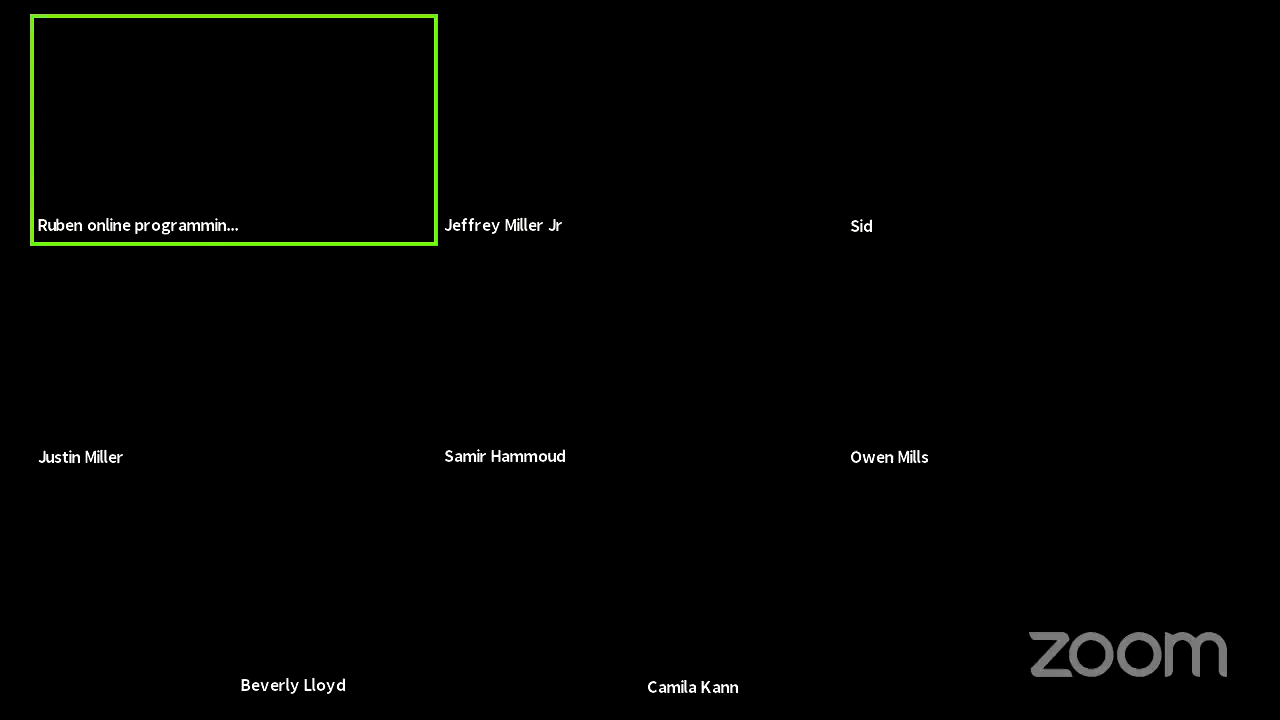 Ruben online programmin...
Jeffrey Miller Jr
Sid
Justin Miller
Samir Hammoud
Owen Mills
Beverly Lloyd
Camila Kann
zoom